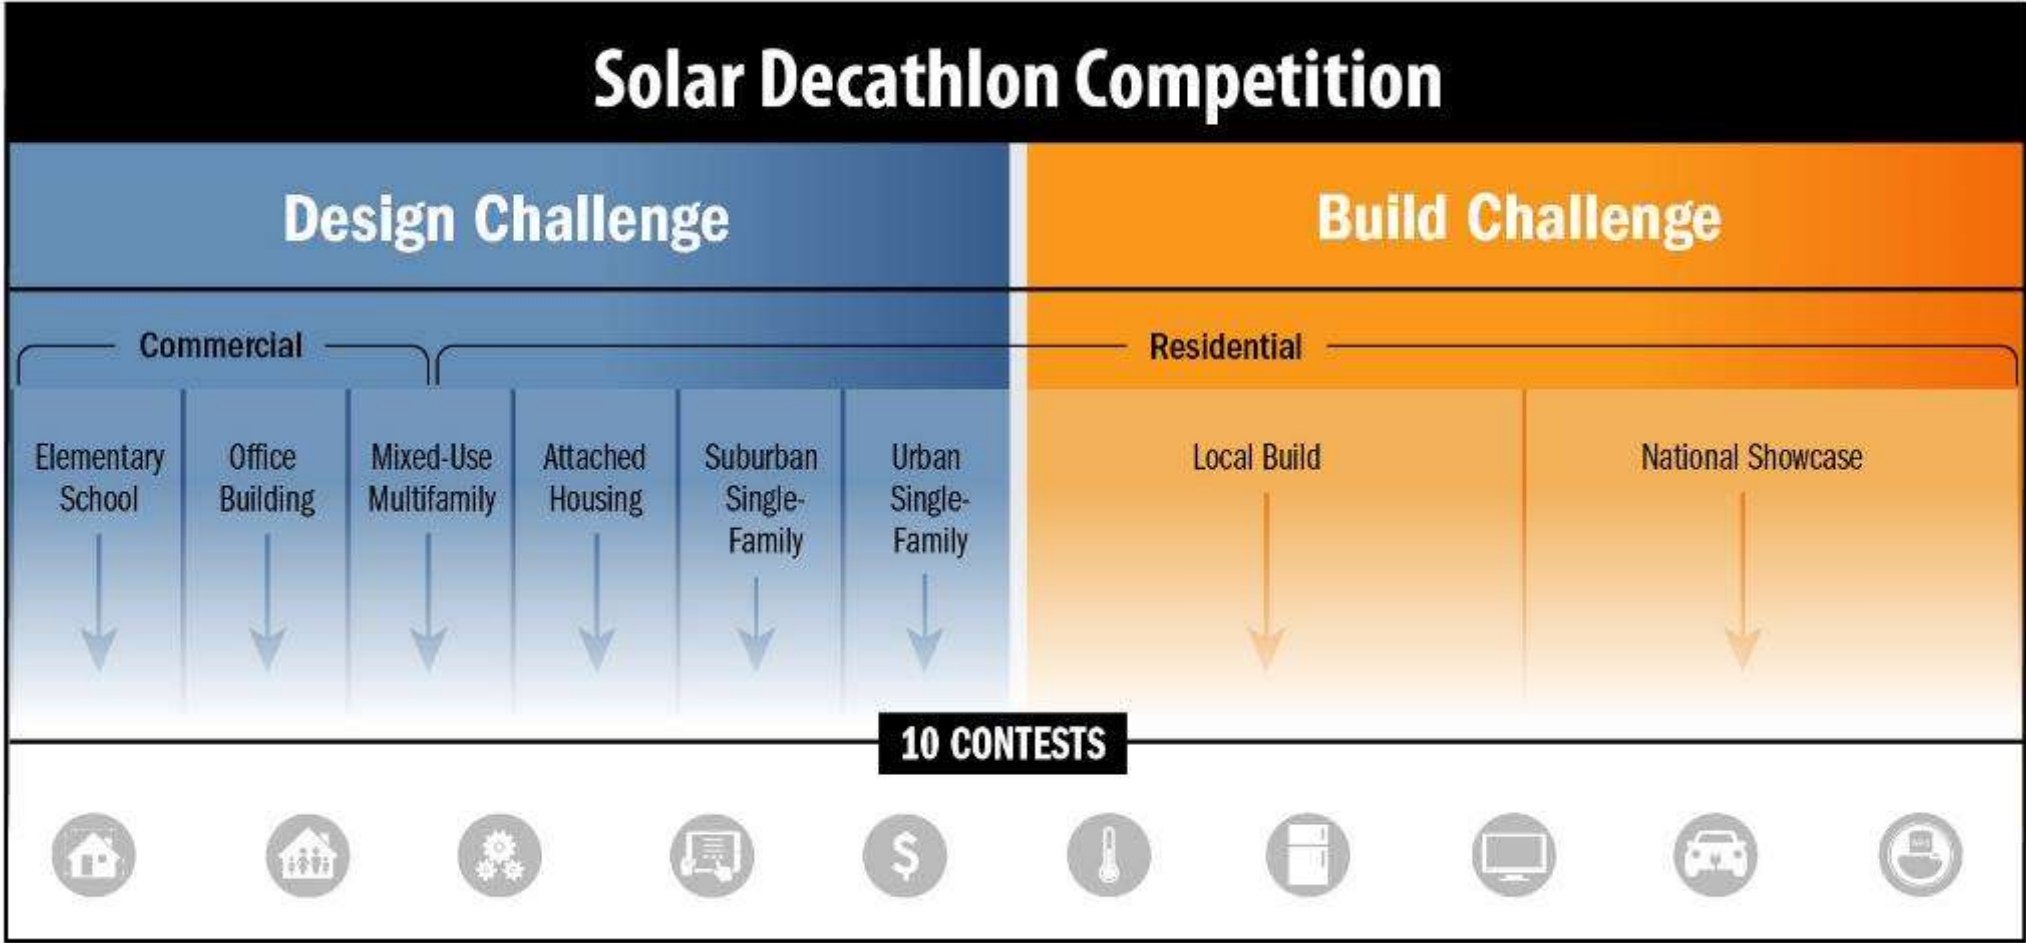 Solar Decathlon Competition
Design Challenge
Build Challenge
Commercial
Residential
Elementary
School
Office
Building
Mixed-Use
Multifamily
Attached
Housing
Suburban
Single-
Family
Urban
Single-
Family
Local Build
National Showcase
10 CONTESTS
$